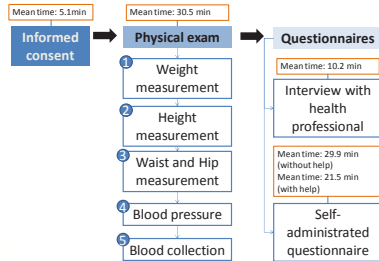 Mean time: 5.1min
Informed
consent
Mean time: 30.5 min
Physical exam
1
Weight
measurement
2
Height
measurement
3
Waist and Hip
measurement
4
Blood pressure
5
Blood collection
Questionnaires
Mean time: 10.2 min
Interview with
health
professional
Mean time: 29.9 min
(without help)
Mean time: 21.5 min
(with help)
Self-
administrated
questionnaire